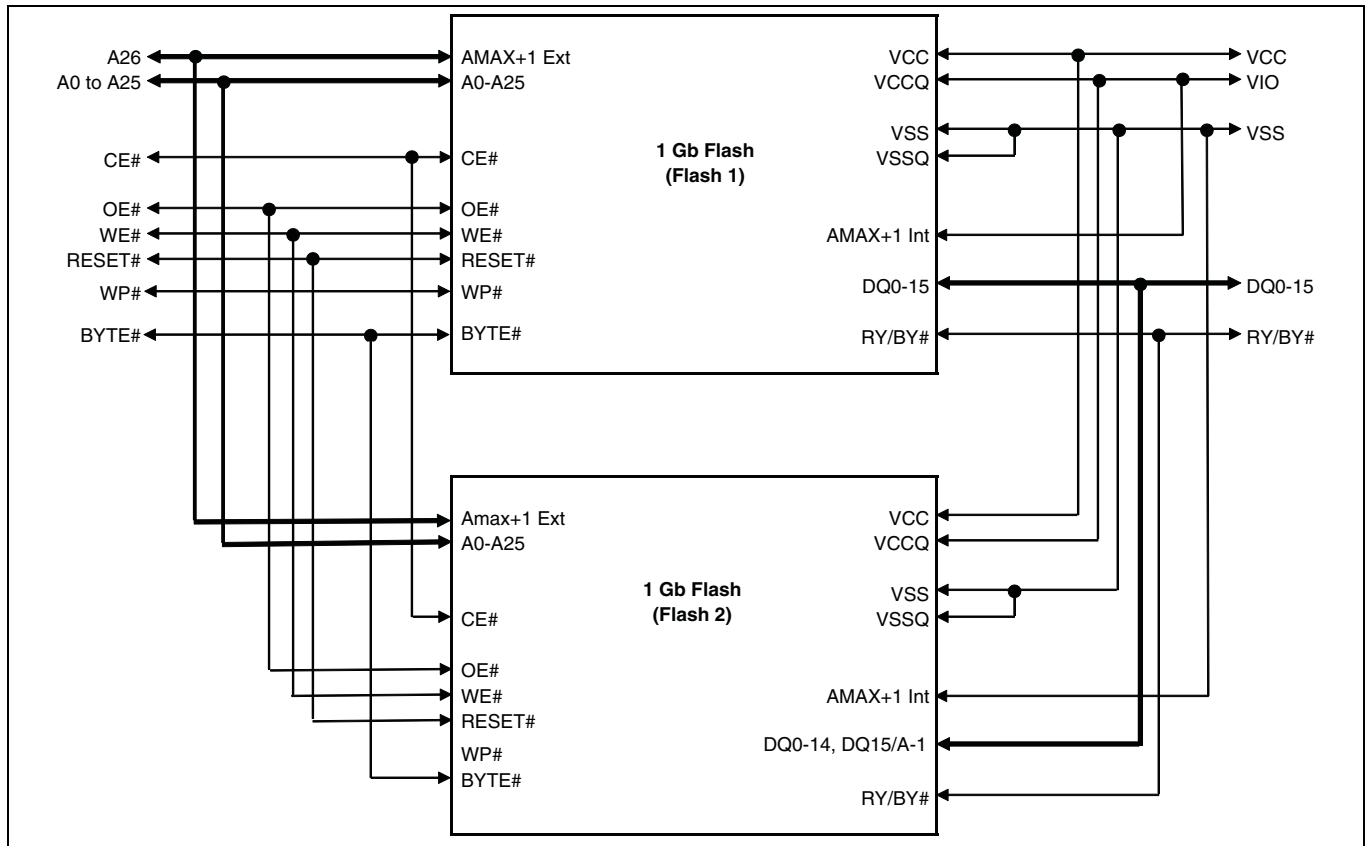 A26
A0 to A25
CE#
OE#
WE#
RESET#
WP#
BYTE#
AMAX+1 Ext
A0-A25
CE#
OE#
WE#
RESET#
WP#
BYTE#
1 Gb Flash
(Flash 1)
VCC
VCCQ
VSS
VSSQ
AMAX+1 Int
DQ0-15
RY/BY#
VCC
VIO
VSS
DQ0-15
RY/BY#
Amax+1 Ext
A0-A25
CE#
OE#
WE#
RESET#
WP#
BYTE#
1 Gb Flash
(Flash 2)
VCC
VCCQ
VSS
VSSQ
AMAX+1 Int
DQ0-14, DQ15/A-1
RY/BY#